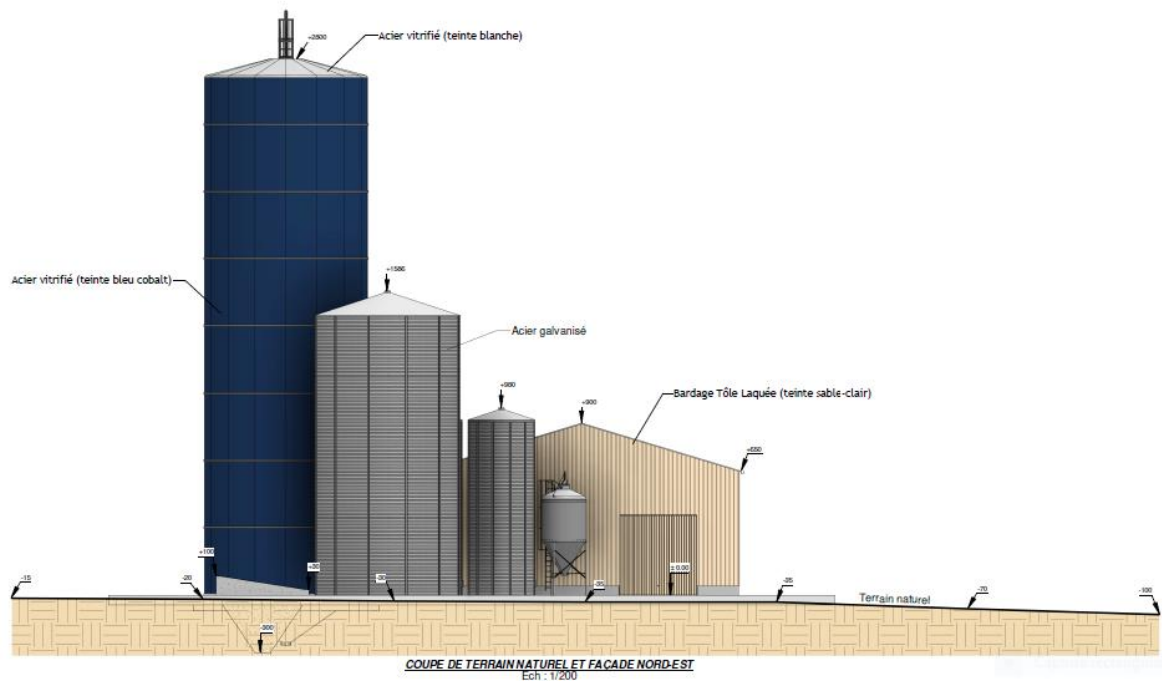 +2800
Acier vitrifié (teinte blanche)
Acier vitrifié (teinte bleu cobalt)
+1586
Acier galvanisé
+980
+900
Bardage Tôle Laquée (teinte sable-clair)
+650
+100
+30
± 0.00
-15
-20
-30
-35
-35
Terrain naturel
-70
-100
-300
COUPE DE TERRAIN NATUREL ET FAÇADE NORD-EST
Ech : 1/200